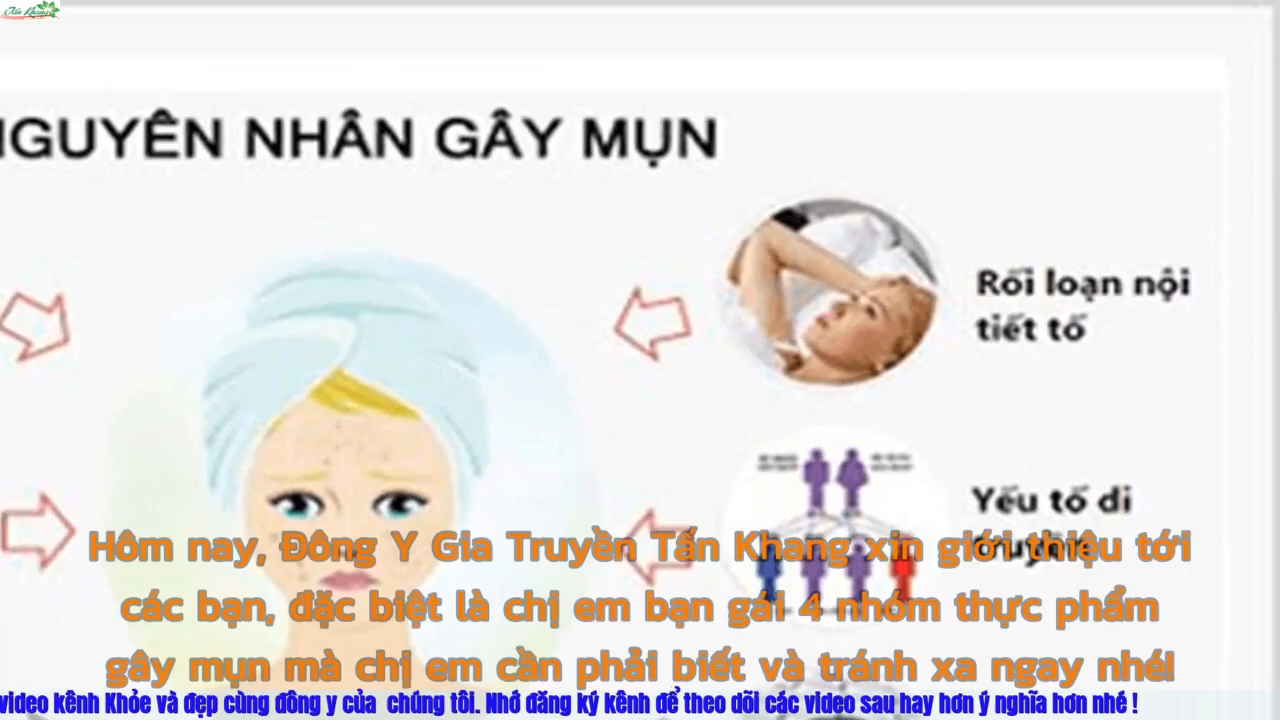 Tấn Khang
NGUYÊN NHÂN GÂY MỤN
Rối loạn nội
tiết tố
Yếu tố di
truyền
Hôm nay, Đông Y Gia Truyền Tấn Khang xin giới thiệu tới
các bạn, đặc biệt là chị em bạn gái 4 nhóm thực phẩm
gây mụn mà chị em cần phải biết và tránh xa ngay nhé!
video kênh Khỏe và đẹp cùng đông y của chúng tôi. Nhớ đăng ký kênh để theo dõi các video sau hay hơn ý nghĩa hơn nhé !